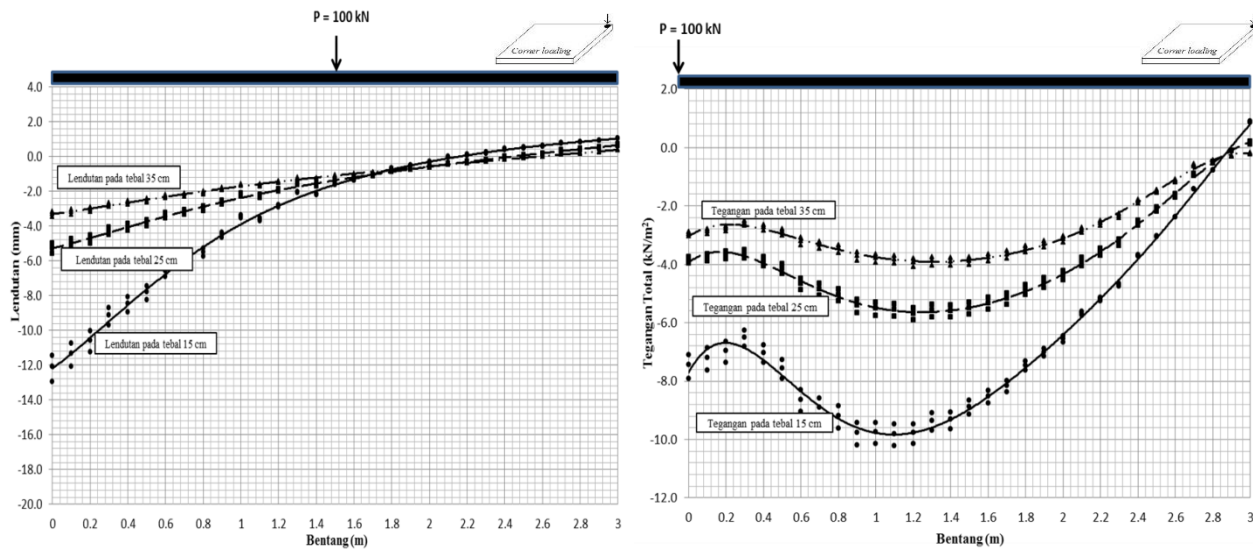 P = 100 kN
Corner loading
4.0
2.0
0.0
-2.0
-4.0
-6.0
-8.0
-10.0
-12.0
-14.0
-16.0
-18.0
-20.0
Lendutan (mm)
Lendutan pada tebal 35 cm
Lendutan pada tebal 25 cm
Lendutan pada tebal 15 cm
0 0.2 0.4 0.6 0.8 1 1.2 1.4 1.6 1.8 2 2.2 2.4 2.6 2.8 3
Bentang (m)
P = 100 kN
Corner loading
2.0
0.0
-2.0
-4.0
-6.0
-8.0
-10.0
-12.0
Tegangan Total (kN/m²)
Tegangan pada tebal 35 cm
Tegangan pada tebal 25 cm
Tegangan pada tebal 15 cm
0 0.2 0.4 0.6 0.8 1 1.2 1.4 1.6 1.8 2 2.2 2.4 2.6 2.8 3
Bentang (m)